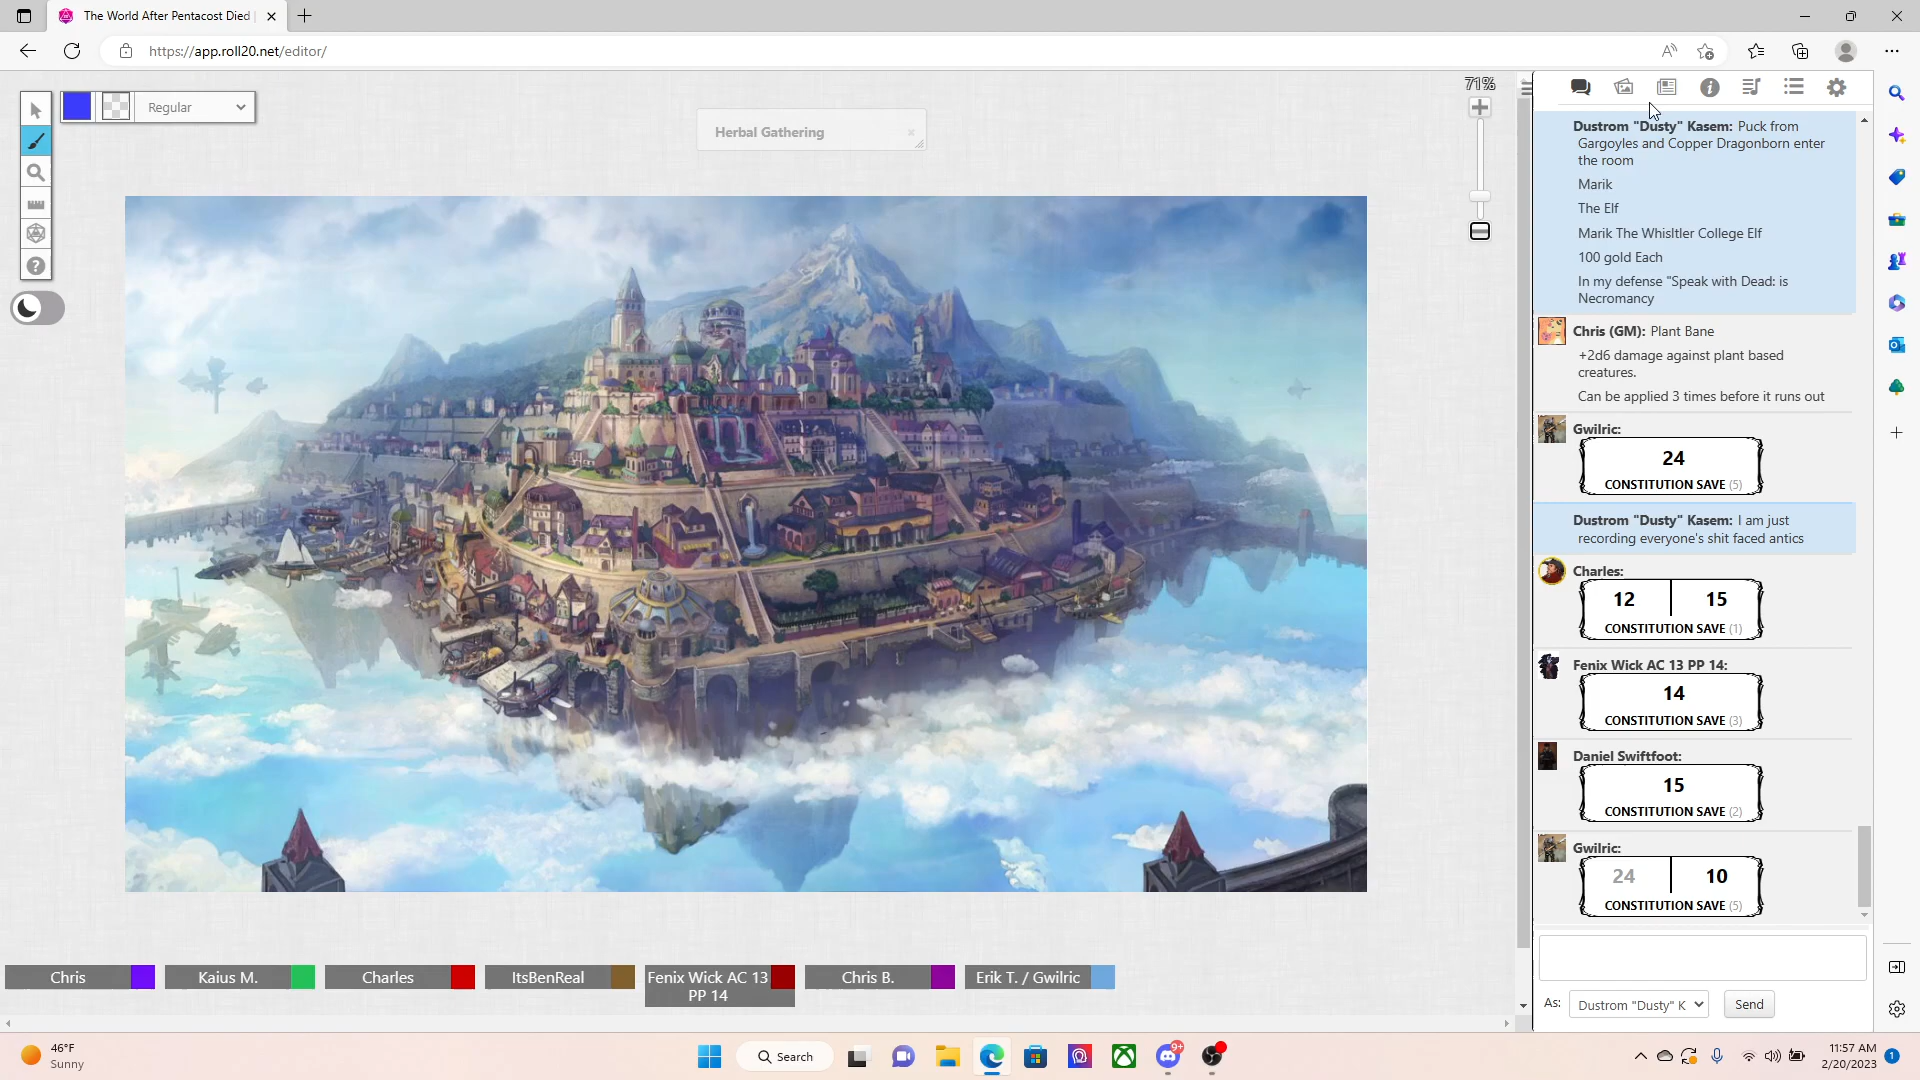 The World After Pentacost Died
https://app.roll20.net/editor/
Regular
71%
Herbal Gathering
Dustrom "Dusty" Kasem: Puck from
Gargoyles and Copper Dragonborn enter
the room
Marik
The Elf
Marik The Whisltler College Elf
100 gold Each
In my defense "Speak with Dead: is
Necromancy
Chris (GM): Plant Bane
+2d6 damage against plant based
creatures.
Can be applied 3 times before it runs out
Gwilric:
24
CONSTITUTION SAVE (5)
Dustrom "Dusty" Kasem: I am just
recording everyone's shit faced antics
Charles:
12 15
CONSTITUTION SAVE (1)
Fenix Wick AC 13 PP 14:
14
CONSTITUTION SAVE (3)
Daniel Swiftfoot:
15
CONSTITUTION SAVE (2)
Gwilric:
24 10
CONSTITUTION SAVE (5)
Chris
Kaius M.
Charles
ItsBenReal
Fenix Wick AC 13
PP 14
Chris B.
Erik T. / Gwilric
As: Dustrom "Dusty" K Send
46°F
Sunny
Search
9+
11:57 AM
2/20/2023
1